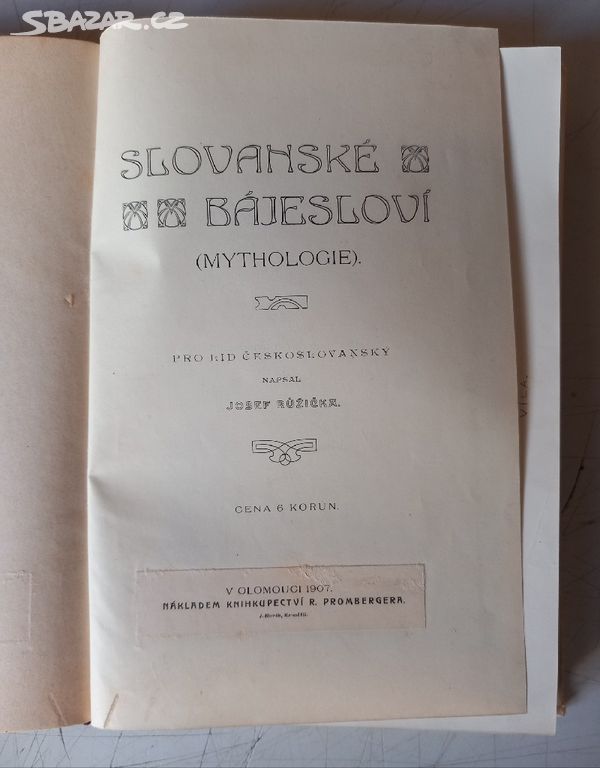 SBAZAR.CZ
SLOVANSKÉ
BÁJESLOVÍ
(MYTHOLOGIE).
PRO LID ČESKOSLOVANSKÝ
NAPSAL
JOSEF RŮŽIČKA.
CENA 6 KORUN.
V OLOMOUCI 1907.
NÁKLADEM KNIHKUPECTVÍ R. PROMBERGERA.
VÍLA.